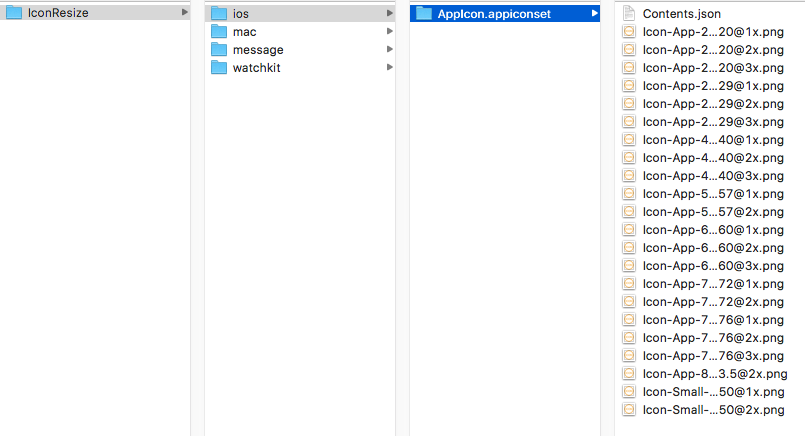 IconResize
ios
mac
message
watchkit
AppIcon.appiconset
Contents.json
Icon-App-2...20@1x.png
Icon-App-2...20@2x.png
Icon-App-2...20@3x.png
Icon-App-2...29@1x.png
Icon-App-2...29@2x.png
Icon-App-2...29@3x.png
Icon-App-4...40@1x.png
Icon-App-4...40@2x.png
Icon-App-4...40@3x.png
Icon-App-5...57@1x.png
Icon-App-5...57@2x.png
Icon-App-6...60@1x.png
Icon-App-6...60@2x.png
Icon-App-6...60@3x.png
Icon-App-7...72@1x.png
Icon-App-7...72@2x.png
Icon-App-7...76@1x.png
Icon-App-7...76@2x.png
Icon-App-7...76@3x.png
Icon-App-8...3.5@2x.png
Icon-Small-...50@1x.png
Icon-Small-...50@2x.png